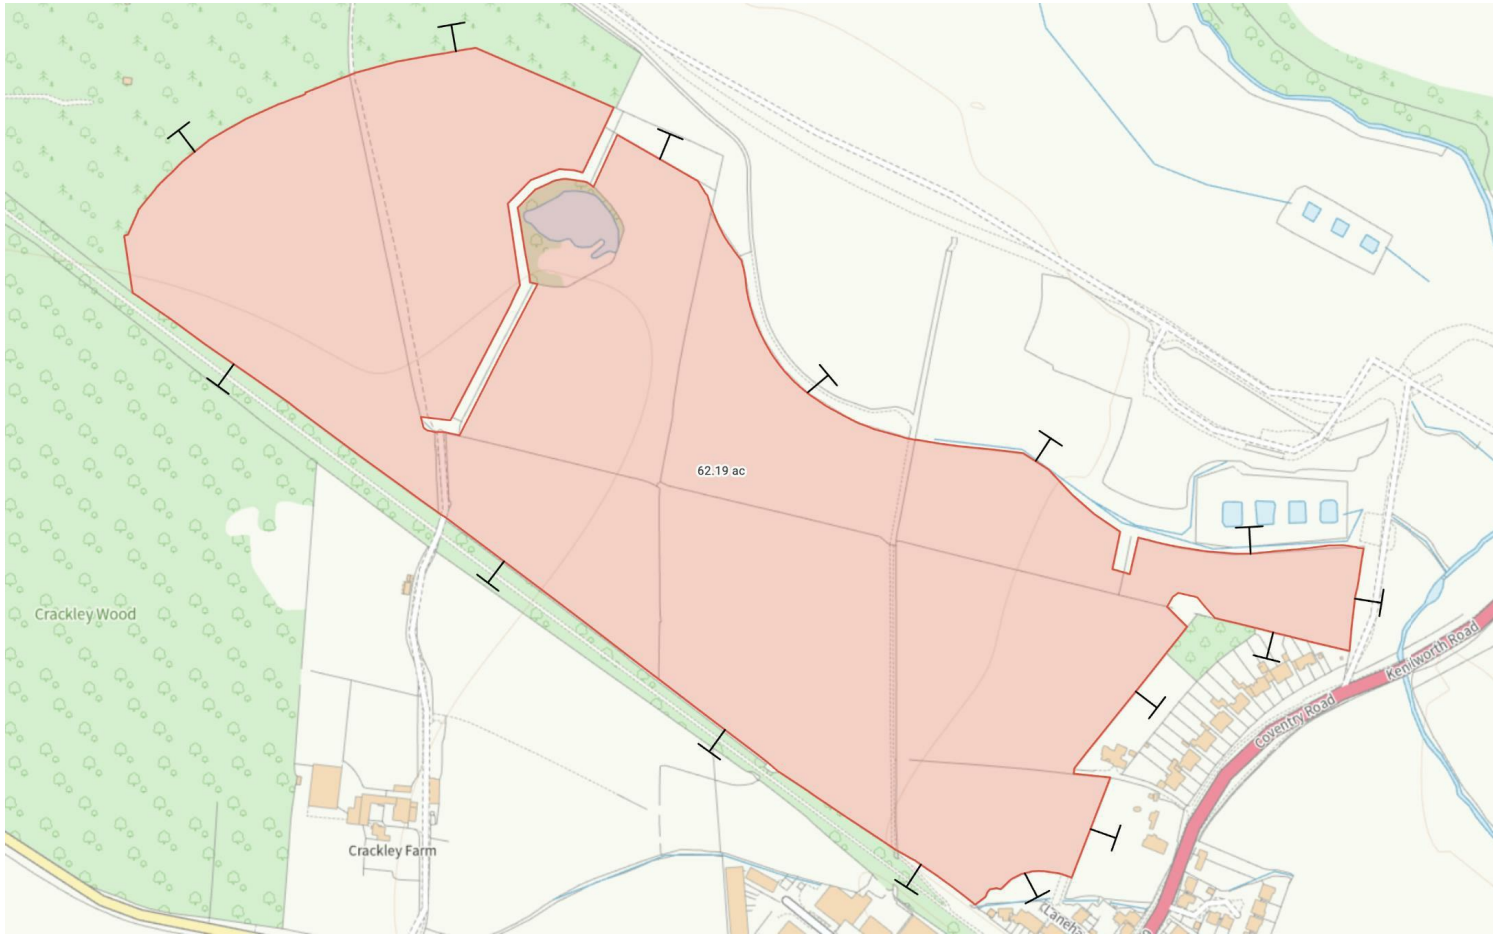 62.19 ac
Crackley Wood
Kenilworth Road
Coventry Road
Crackley Farm